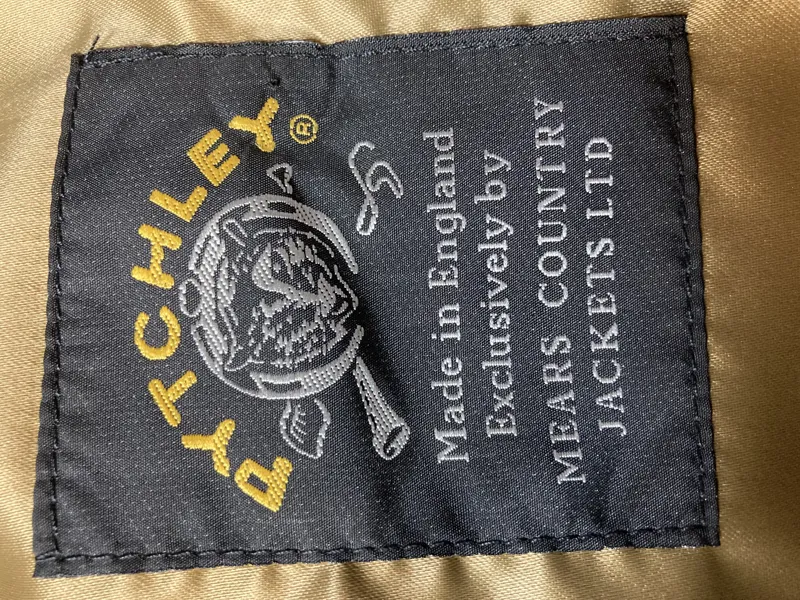 PYTCHLEY®
Made in England
Exclusively by
MEARS COUNTRY
JACKETS LTD